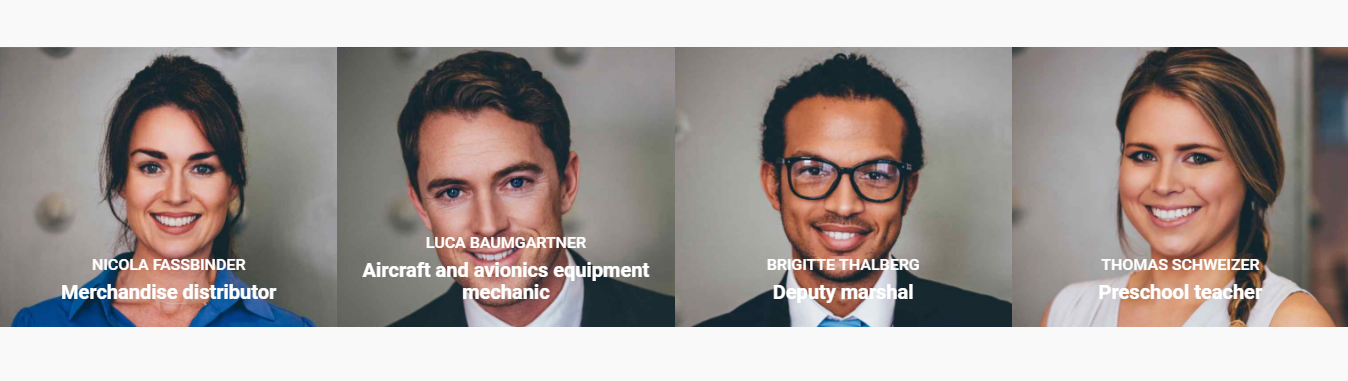 NICOLA FASSBINDER
Merchandise distributor
LUCA BAUMGARTNER
Aircraft and avionics equipment
mechanic
BRIGITTE THALBERG
Deputy marshal
THOMAS SCHWEIZER
Preschool teacher